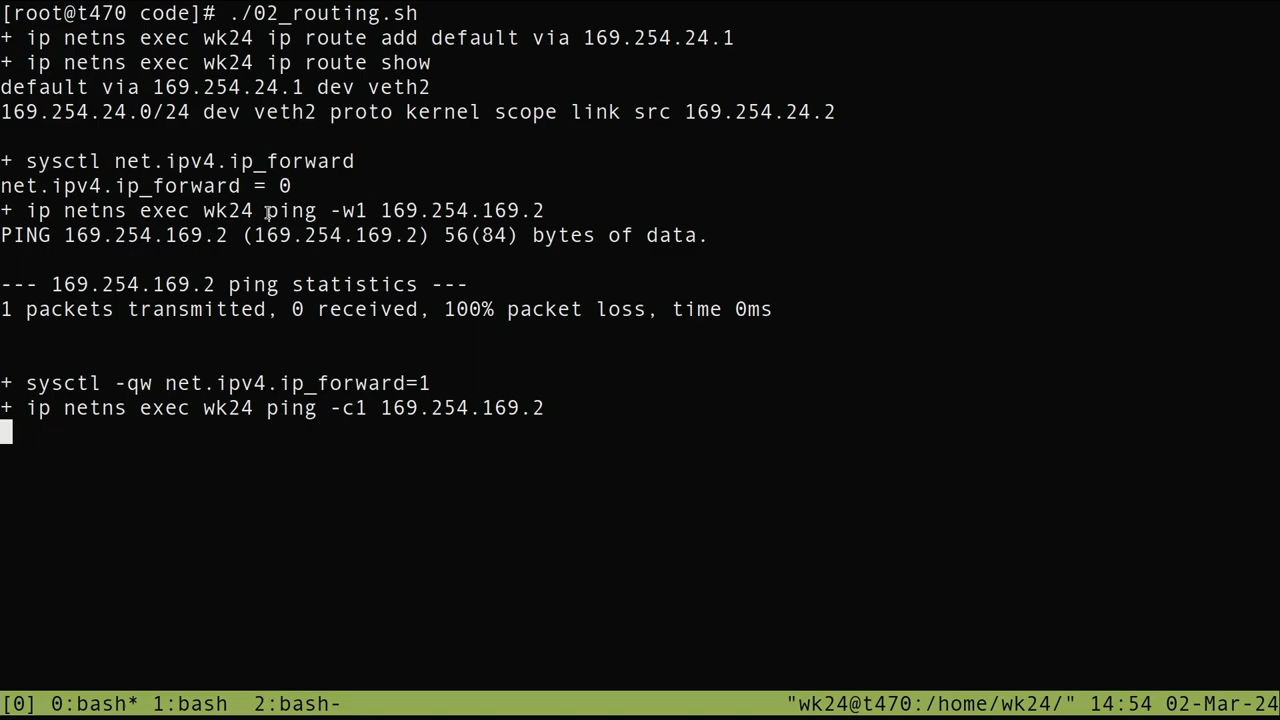 [root@t470 code]# ./02_routing.sh
+ ip netns exec wk24 ip route add default via 169.254.24.1
+ ip netns exec wk24 ip route show
default via 169.254.24.1 dev veth2
169.254.24.0/24 dev veth2 proto kernel scope link src 169.254.24.2
+ sysctl net.ipv4.ip_forward
net.ipv4.ip_forward = 0
+ ip netns exec wk24 ping -w1 169.254.169.2
PING 169.254.169.2 (169.254.169.2) 56(84) bytes of data.
--- 169.254.169.2 ping statistics ---
1 packets transmitted, 0 received, 100% packet loss, time 0ms
+ sysctl -qw net.ipv4.ip_forward=1
+ ip netns exec wk24 ping -c1 169.254.169.2
[0] 0:bash* 1:bash  2:bash- "wk24@t470:/home/wk24/" 14:54 02-Mar-24